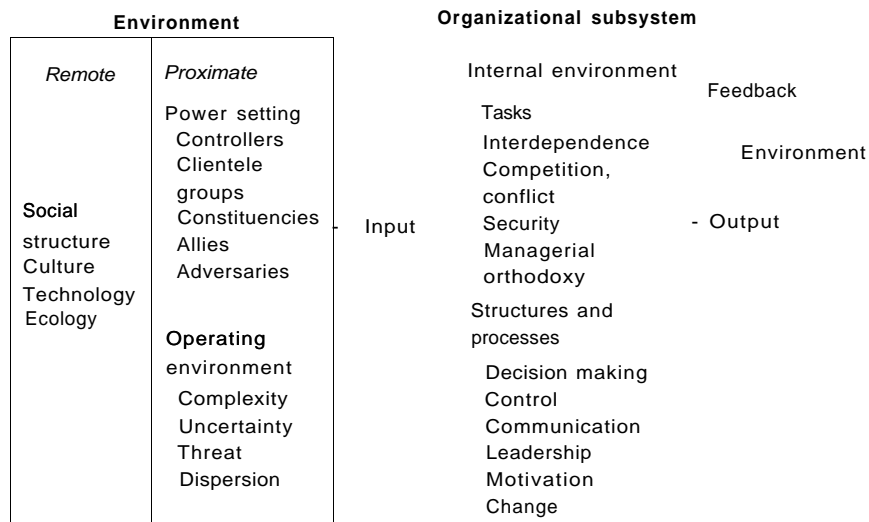 Environment
Organizational subsystem
Remote
Social
structure
Culture
Technology
Ecology
Proximate
Power setting
Controllers
Clientele
groups
Constituencies
Allies
Adversaries
Operating
environment
Complexity
Uncertainty
Threat
Dispersion
- Input
Internal environment
Tasks
Interdependence
Competition,
conflict
Security
Managerial
orthodoxy
Structures and
processes
Decision making
Control
Communication
Leadership
Motivation
Change
Feedback
Environment
- Output